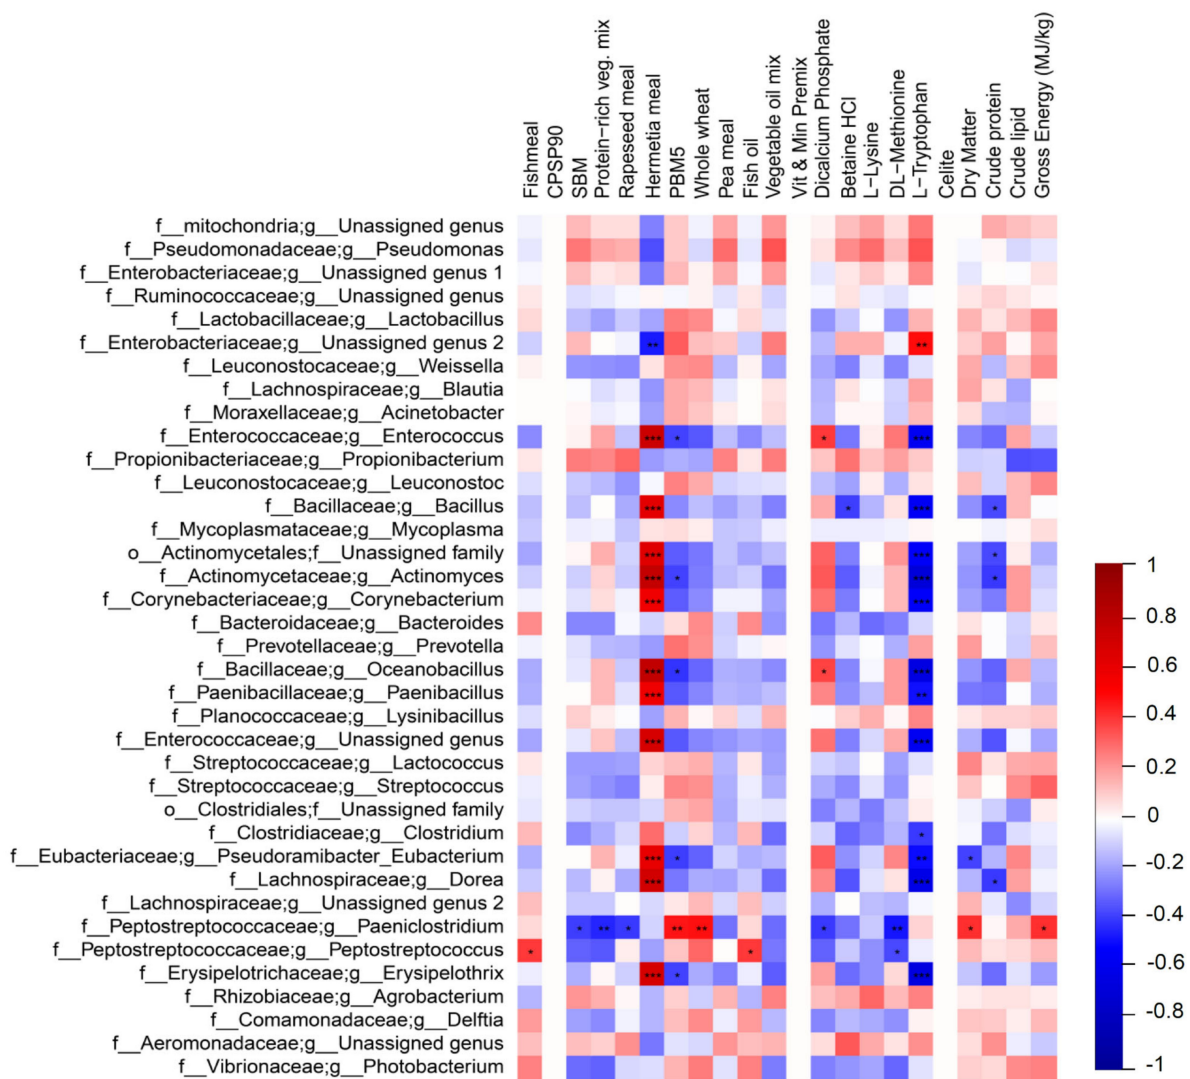 Fishmeal
CPSP90
SBM
Protein-rich veg. mix
Rapeseed meal
Hermetia meal
PBM5
Whole wheat
Pea meal
Fish oil
Vegetable oil mix
Vit & Min Premix
Dicalcium Phosphate
Betaine HCl
L-Lysine
DL-Methionine
L-Tryptophan
Celite
Dry Matter
Crude protein
Crude lipid
Gross Energy (MJ/kg)
f__mitochondria;g__Unassigned genus
f__Pseudomonadaceae;g__Pseudomonas
f__Enterobacteriaceae;g__Unassigned genus 1
f__Ruminococcaceae;g__Unassigned genus
f__Lactobacillaceae;g__Lactobacillus
f__Enterobacteriaceae;g__Unassigned genus 2 ** **
f__Leuconostocaceae;g__Weissella
f__Lachnospiraceae;g__Blautia
f__Moraxellaceae;g__Acinetobacter
f__Enterococcaceae;g__Enterococcus *** * * ***
f__Propionibacteriaceae;g__Propionibacterium
f__Leuconostocaceae;g__Leuconostoc
f__Bacillaceae;g__Bacillus *** * *** *
f__Mycoplasmataceae;g__Mycoplasma
o__Actinomycetales;f__Unassigned family *** *** *
f__Actinomycetaceae;g__Actinomyces *** * *** *
f__Corynebacteriaceae;g__Corynebacterium *** ***
f__Bacteroidaceae;g__Bacteroides
f__Prevotellaceae;g__Prevotella
f__Bacillaceae;g__Oceanobacillus *** * * ***
f__Paenibacillaceae;g__Paenibacillus *** **
f__Planococcaceae;g__Lysinibacillus
f__Enterococcaceae;g__Unassigned genus *** ***
f__Streptococcaceae;g__Lactococcus
f__Streptococcaceae;g__Streptococcus
o__Clostridiales;f__Unassigned family
f__Clostridiaceae;g__Clostridium *
f__Eubacteriaceae;g__Pseudoramibacter_Eubacterium *** * ** *
f__Lachnospiraceae;g__Dorea *** *** *
f__Lachnospiraceae;g__Unassigned genus 2
f__Peptostreptococcaceae;g__Paeniclostridium * ** * ** ** * ** * *
f__Peptostreptococcaceae;g__Peptostreptococcus * * *
f__Erysipelotrichaceae;g__Erysipelothrix *** * ***
f__Rhizobiaceae;g__Agrobacterium
f__Comamonadaceae;g__Delftia
f__Aeromonadaceae;g__Unassigned genus
f__Vibrionaceae;g__Photobacterium
1
0.8
0.6
0.4
0.2
0
-0.2
-0.4
-0.6
-0.8
-1